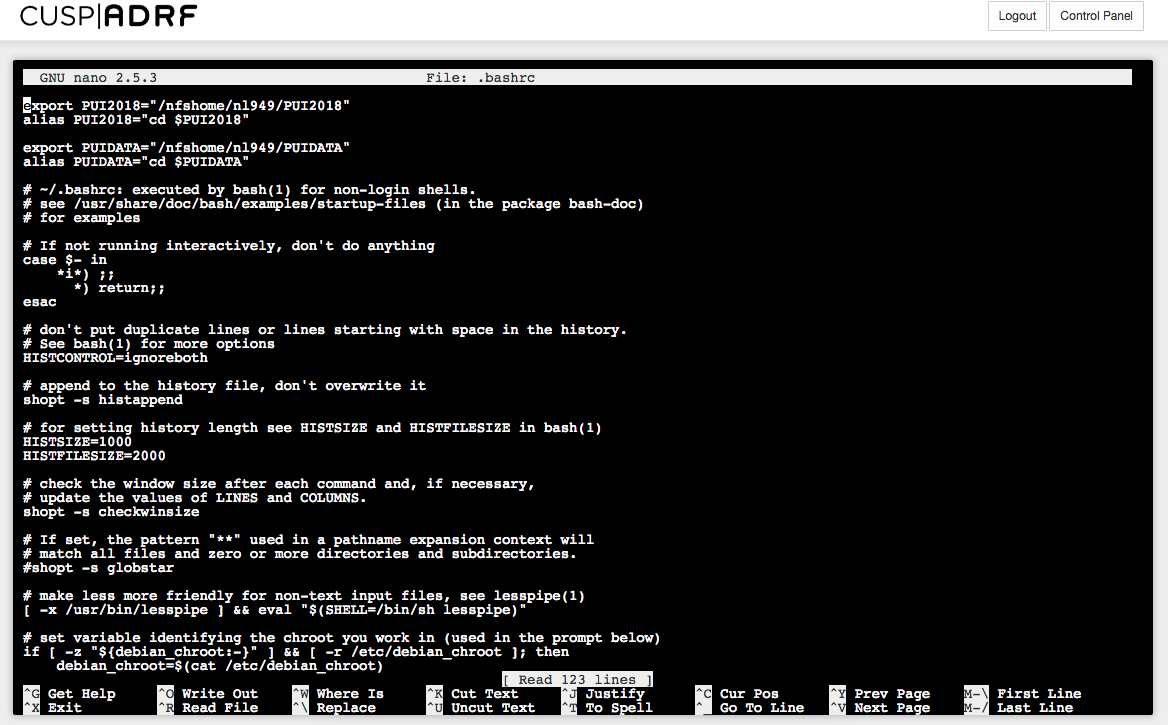 CUSP|ADRF
Logout Control Panel
GNU nano 2.5.3 File: .bashrc
export PUI2018="/nfshome/nl949/PUI2018"
alias PUI2018="cd $PUI2018"
export PUIDATA="/nfshome/nl949/PUIDATA"
alias PUIDATA="cd $PUIDATA"
# ~/.bashrc: executed by bash(1) for non-login shells.
# see /usr/share/doc/bash/examples/startup-files (in the package bash-doc)
# for examples
# If not running interactively, don't do anything
case $- in
    *i*) ;;
      *) return;;
esac
# don't put duplicate lines or lines starting with space in the history.
# See bash(1) for more options
HISTCONTROL=ignoreboth
# append to the history file, don't overwrite it
shopt -s histappend
# for setting history length see HISTSIZE and HISTFILESIZE in bash(1)
HISTSIZE=1000
HISTFILESIZE=2000
# check the window size after each command and, if necessary,
# update the values of LINES and COLUMNS.
shopt -s checkwinsize
# If set, the pattern "**" used in a pathname expansion context will
# match all files and zero or more directories and subdirectories.
#shopt -s globstar
# make less more friendly for non-text input files, see lesspipe(1)
[ -x /usr/bin/lesspipe ] && eval "$(SHELL=/bin/sh lesspipe)"
# set variable identifying the chroot you work in (used in the prompt below)
if [ -z "${debian_chroot:-}" ] && [ -r /etc/debian_chroot ]; then
    debian_chroot=$(cat /etc/debian_chroot)
[ Read 123 lines ]
^G Get Help ^O Write Out ^W Where Is ^K Cut Text ^J Justify ^C Cur Pos ^Y Prev Page M-\ First Line
^X Exit ^R Read File ^\ Replace ^U Uncut Text ^T To Spell ^_ Go To Line ^V Next Page M-/ Last Line